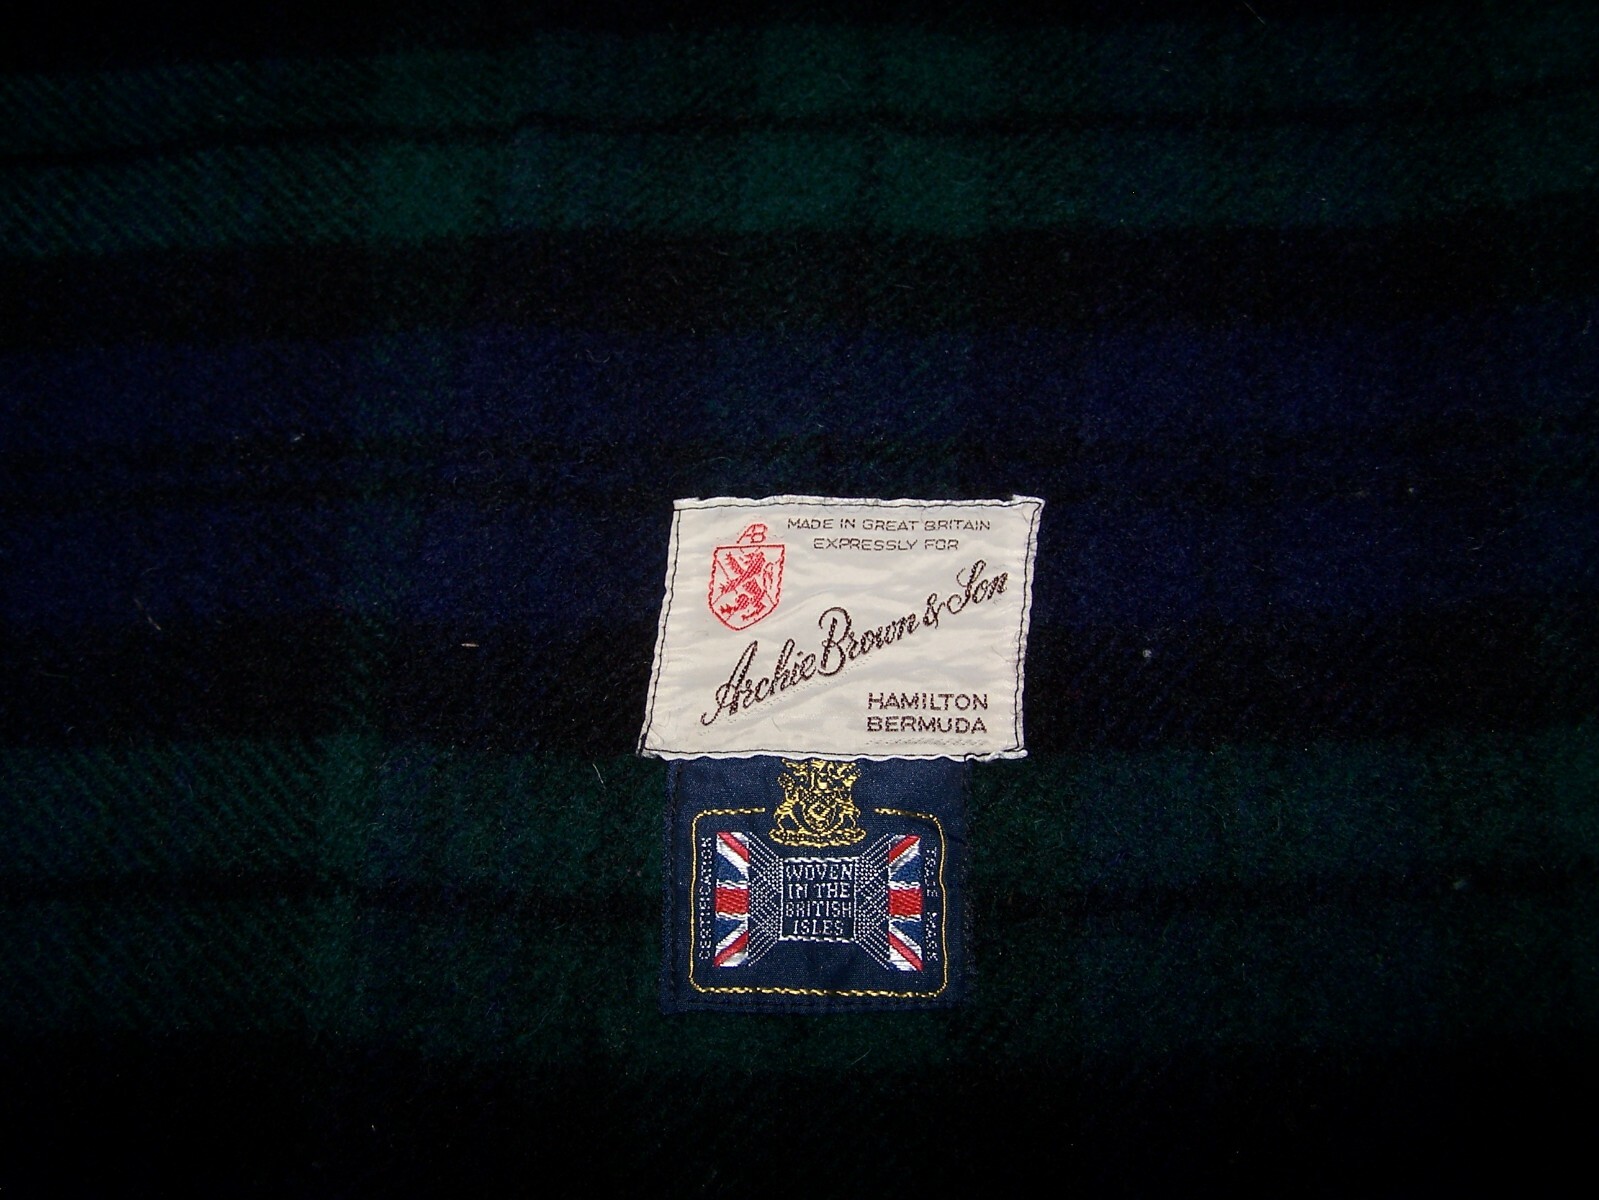 AB
MADE IN GREAT BRITAIN
EXPRESSLY FOR
Archie Brown & Son
HAMILTON
BERMUDA
CERTIFICATION
WOVEN
IN THE
BRITISH
ISLES
TRADE MARK